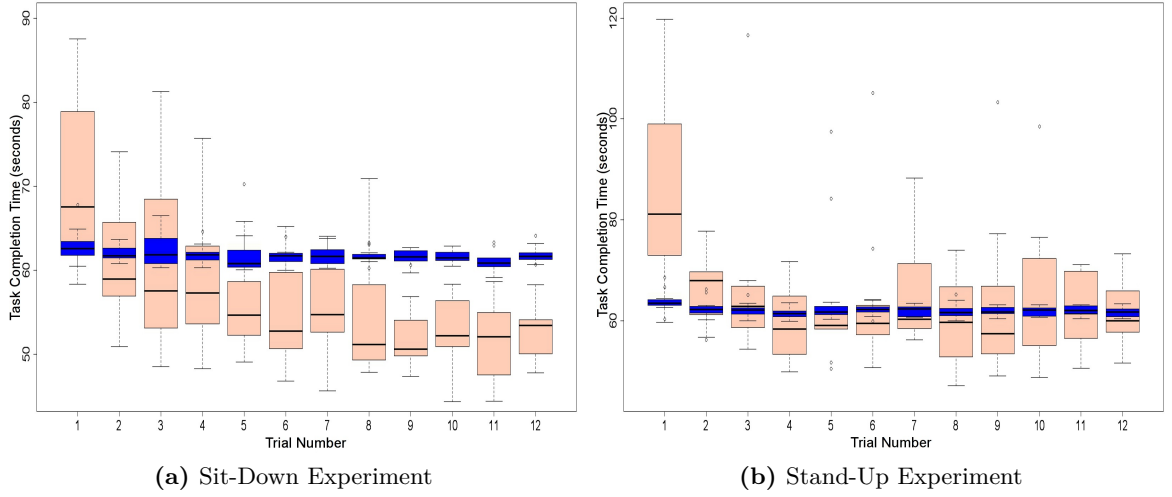 90
80
70
60
50
Task Completion Time (seconds)
1 2 3 4 5 6 7 8 9 10 11 12
Trial Number
(a) Sit-Down Experiment
120
100
80
60
Task Completion Time (seconds)
1 2 3 4 5 6 7 8 9 10 11 12
Trial Number
(b) Stand-Up Experiment